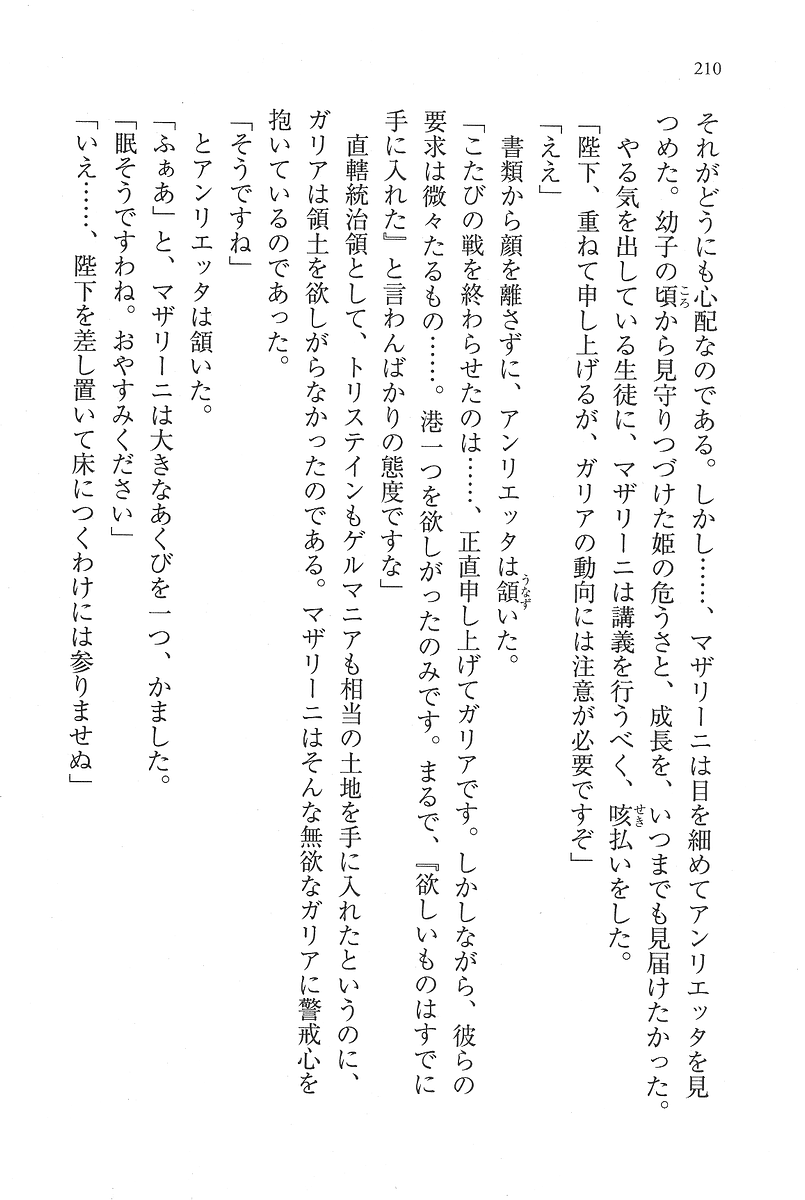 210
それがどうにも心配なのである。しかし……、マザリーニは目を細めてアンリエッタを見
つめた。幼子の頃から見守りつづけた姫の危うさと、成長を、いつまでも見届けたかった。
やる気を出している生徒に、マザリーニは講義を行うべく、咳払いをした。
「陛下、重ねて申し上げるが、ガリアの動向には注意が必要ですぞ」
「ええ」
書類から顔を離さずに、アンリエッタは頷いた。
「こたびの戦を終わらせたのは……、正直申し上げてガリアです。しかしながら、彼らの
要求は微々たるもの……。港一つを欲しがったのみです。まるで、『欲しいものはすでに
手に入れた』と言わんばかりの態度ですな」
直轄統治領として、トリステインもゲルマニアも相当の土地を手に入れたというのに、
ガリアは領土を欲しがらなかったのである。マザリーニはそんな無欲なガリアに警戒心を
抱いているのであった。
「そうですね」
とアンリエッタは頷いた。
「ふぁあ」と、マザリーニは大きなあくびを一つ、かました。
「眠そうですわね。おやすみください」
「いえ……、陛下を差し置いて床につくわけには参りませぬ」